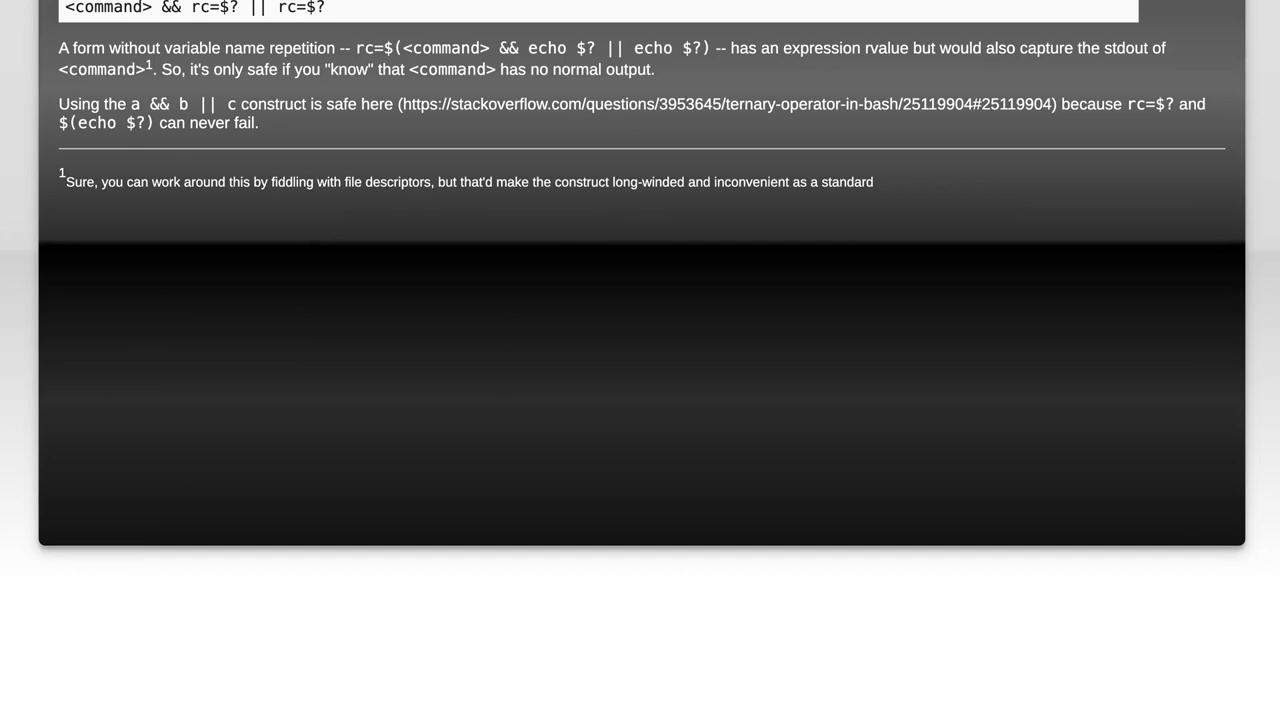 <command> && rc=$? || rc=$?
A form without variable name repetition -- rc=$(<command> && echo $? || echo $?) -- has an expression rvalue but would also capture the stdout of
<command>1. So, it's only safe if you "know" that <command> has no normal output.
Using the a && b || c construct is safe here (https://stackoverflow.com/questions/3953645/ternary-operator-in-bash/25119904#25119904) because rc=$? and
$(echo $?) can never fail.
1Sure, you can work around this by fiddling with file descriptors, but that'd make the construct long-winded and inconvenient as a standard